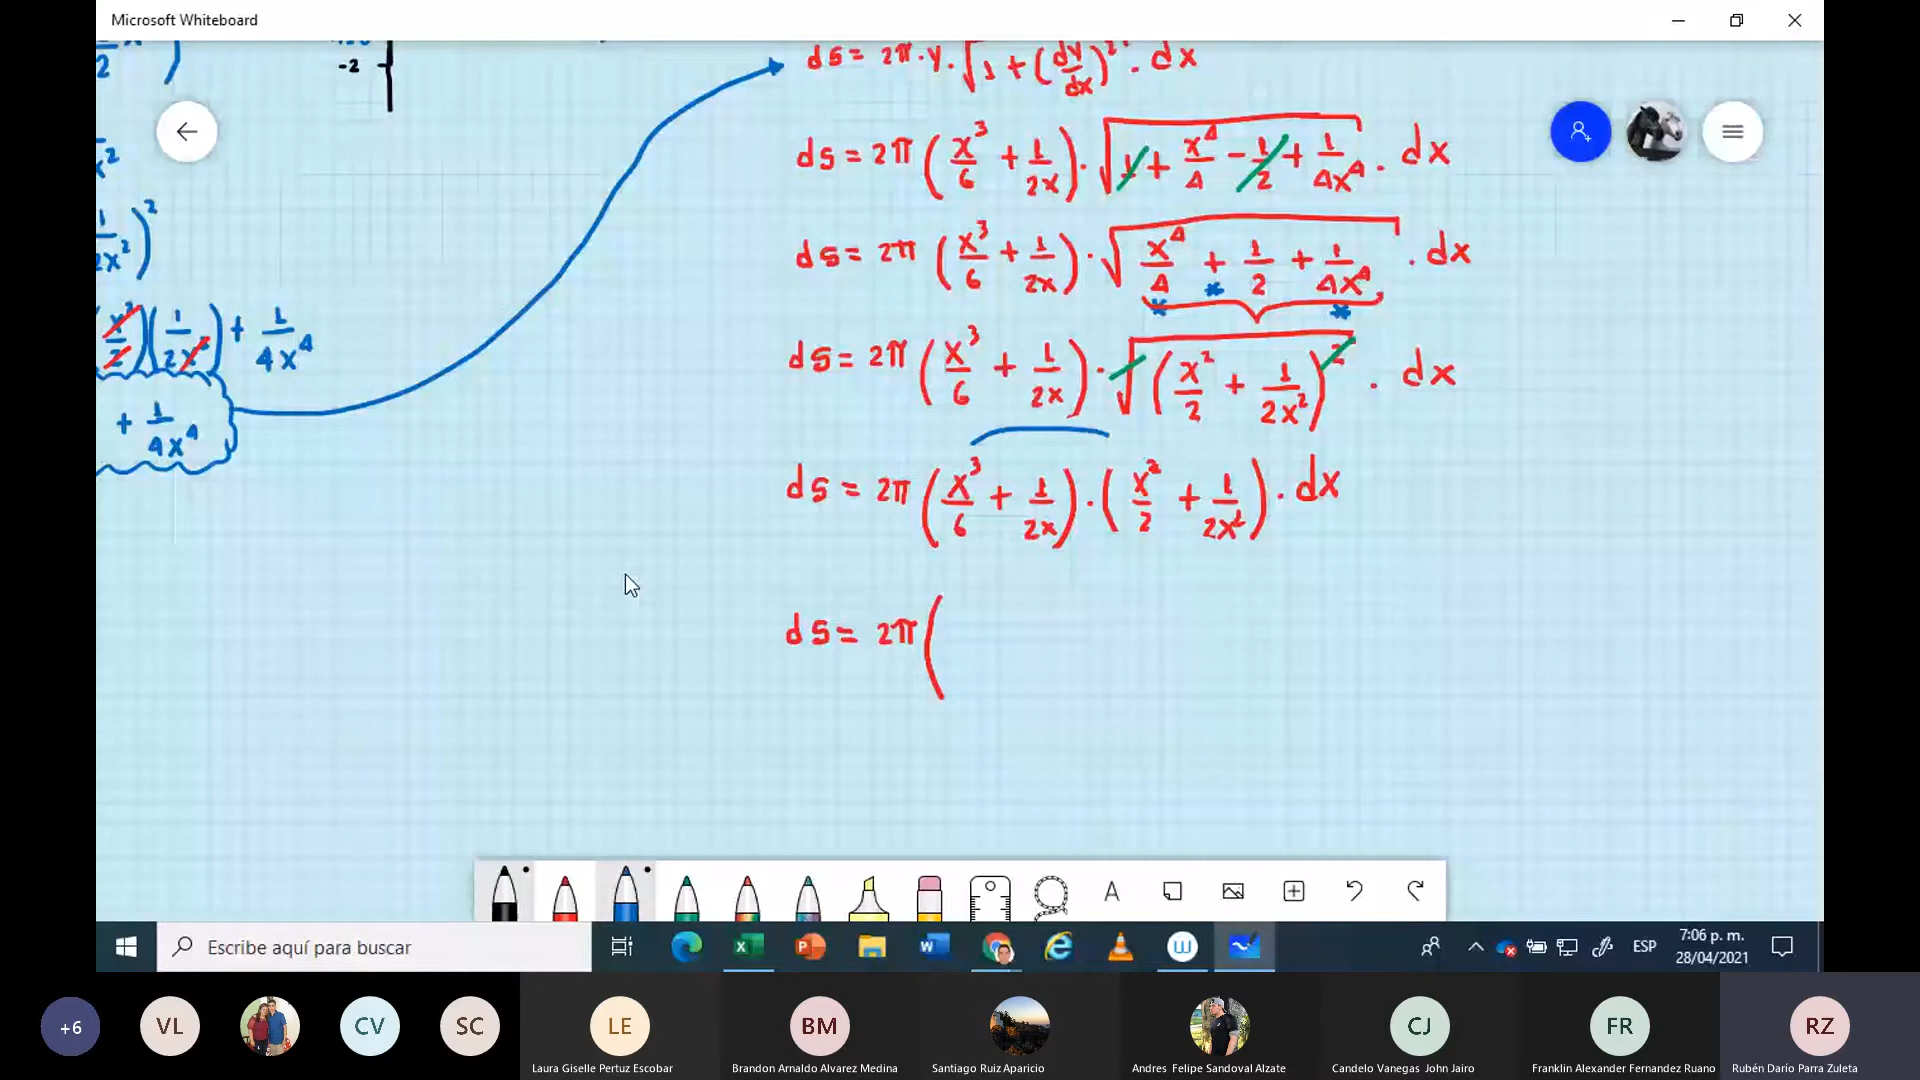 Microsoft Whiteboard
-2
dS = 2π · y · √(1 + (dy/dx)²) · dx
dS = 2π (x³/6 + 1/2x) · √(1 + x⁴/4 - 1/2 + 1/4x⁴) · dx
dS = 2π (x³/6 + 1/2x) · √(x⁴/4 + 1/2 + 1/4x⁴) · dx
* * *
dS = 2π (x³/6 + 1/2x) · √((x²/2 + 1/2x²)²) · dx
dS = 2π (x³/6 + 1/2x) · (x²/2 + 1/2x²) · dx
dS = 2π (
(1/2x²) + 1/4x⁴
+ 1/4x⁴
A
Escribe aquí para buscar
ESP
7:06 p. m.
28/04/2021
+6
VL
CV
SC
LE
BM
CJ
FR
RZ
Laura Giselle Pertuz Escobar
Brandon Arnaldo Alvarez Medina
Santiago Ruiz Aparicio
Andres Felipe Sandoval Alzate
Candelo Vanegas John Jairo
Franklin Alexander Fernandez Ruano
Rubén Darío Parra Zuleta